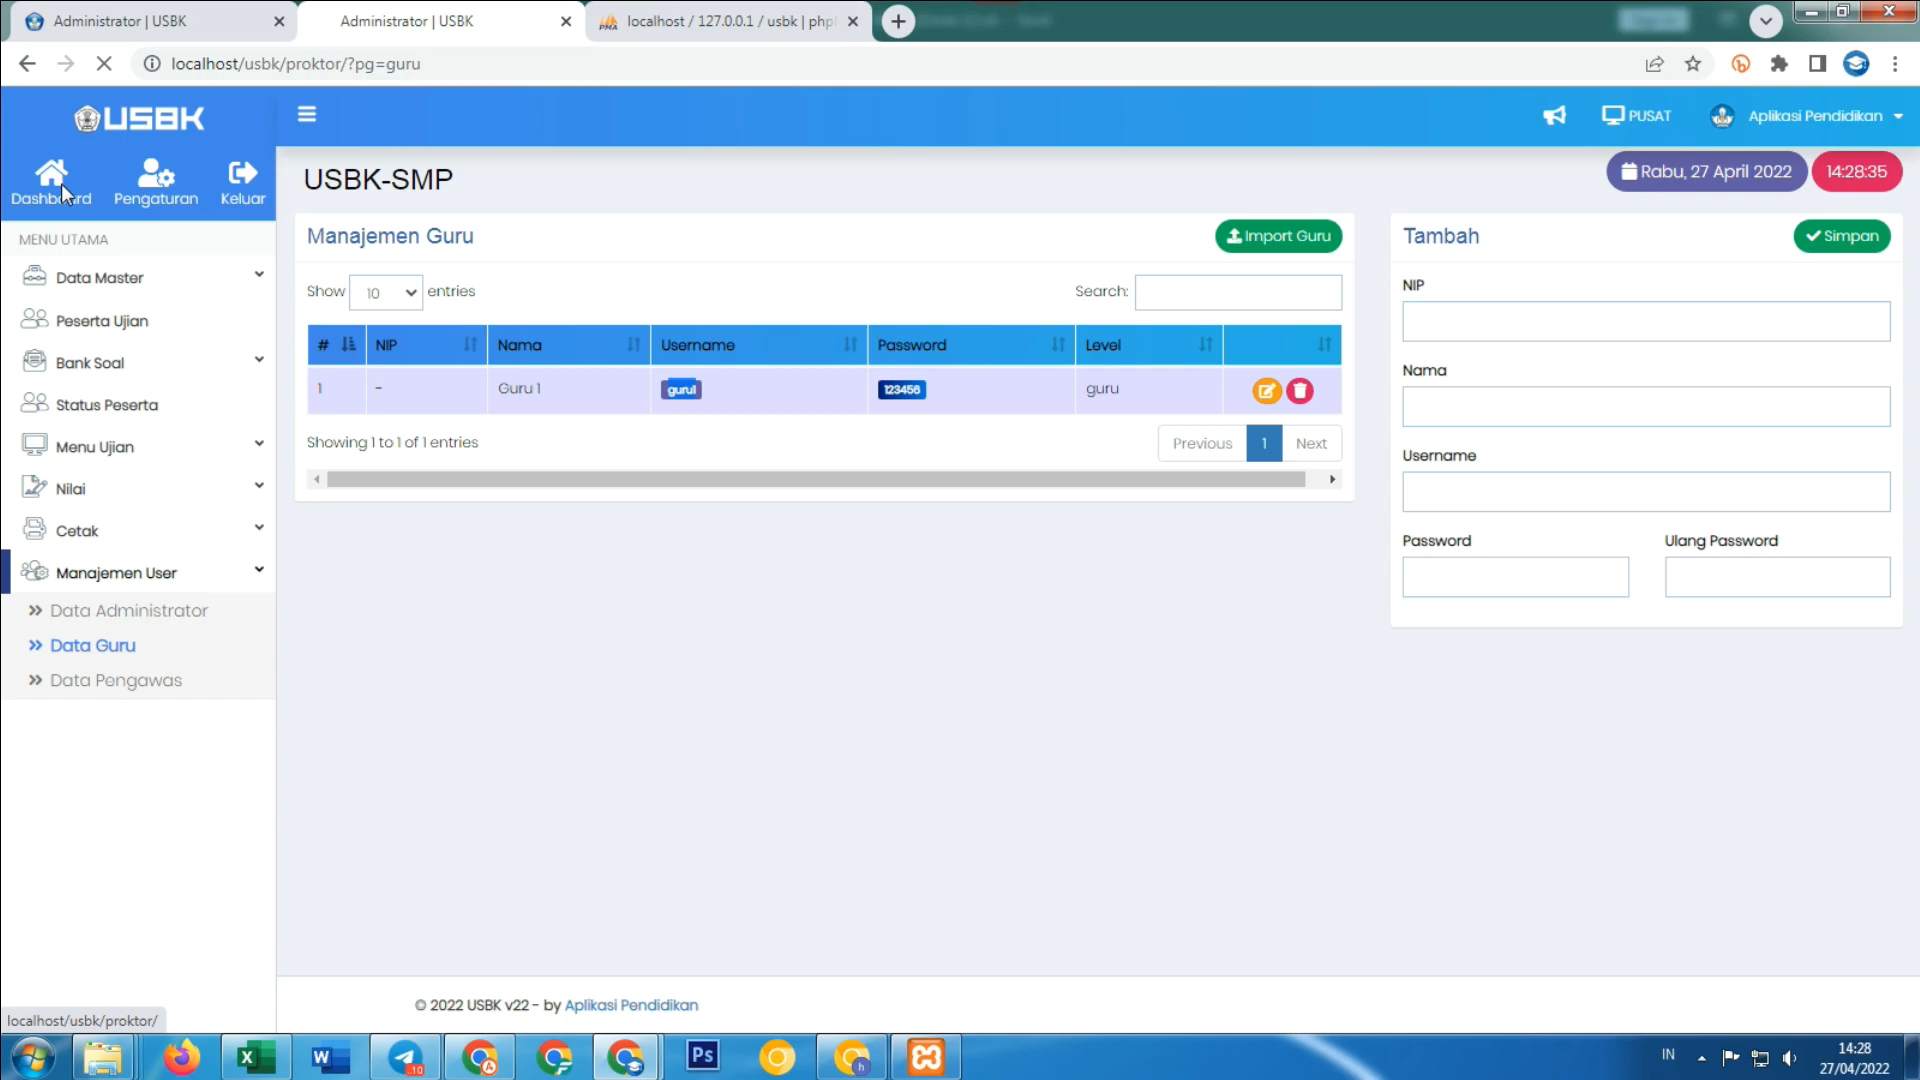 Administrator | USBK
Administrator | USBK
localhost / 127.0.0.1 / usbk | php
localhost/usbk/proktor/?pg=guru
USBK
PUSAT
Aplikasi Pendidikan
Dashboard
Pengaturan
Keluar
USBK-SMP
Rabu, 27 April 2022
14:28:35
MENU UTAMA
Data Master
Peserta Ujian
Bank Soal
Status Peserta
Menu Ujian
Nilai
Cetak
Manajemen User
Data Administrator
Data Guru
Data Pengawas
Manajemen Guru
Import Guru
Show 10 entries
Search:
# NIP Nama Username Password Level
1 - Guru 1 guru1 123456 guru
Showing 1 to 1 of 1 entries
Previous 1 Next
Tambah
Simpan
NIP
Nama
Username
Password
Ulang Password
© 2022 USBK v22 - by Aplikasi Pendidikan
localhost/usbk/proktor/
IN
14:28
27/04/2022